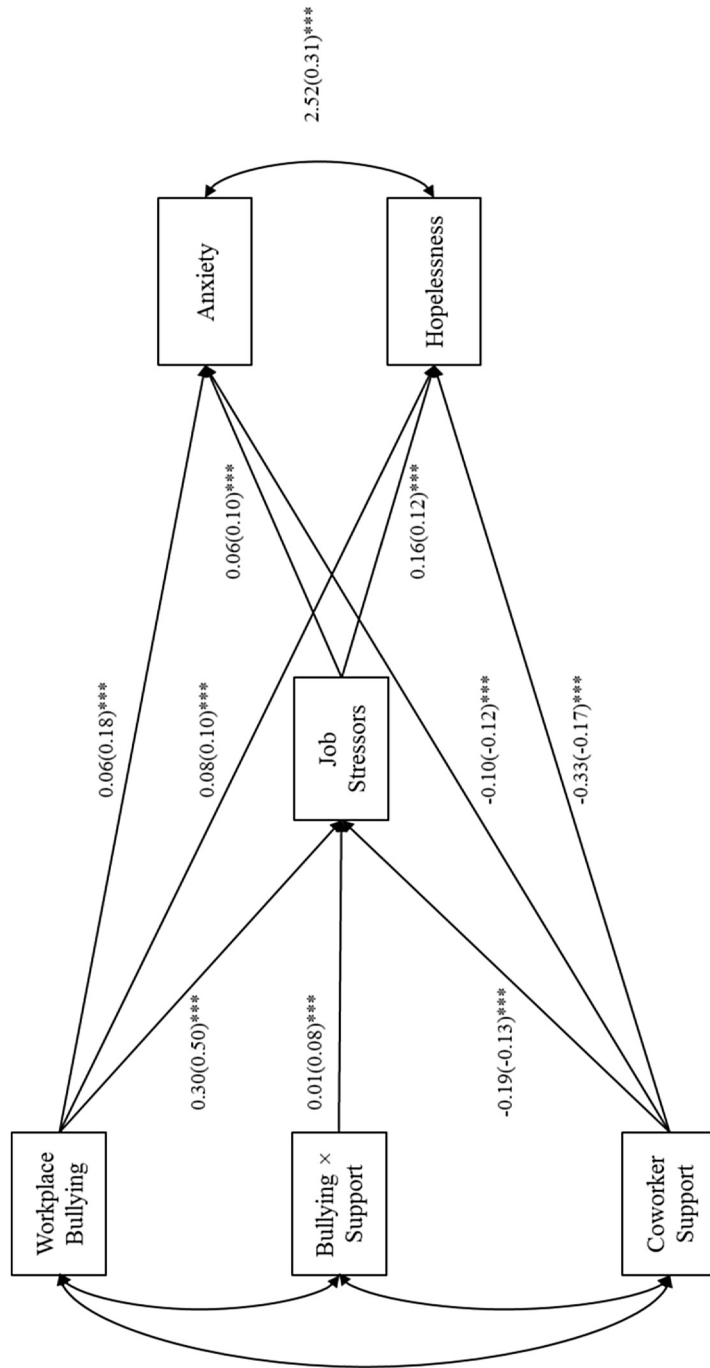 Workplace
Bullying
Bullying ×
Support
Coworker
Support
Job
Stressors
Anxiety
Hopelessness
0.06(0.18)***
0.08(0.10)***
0.30(0.50)***
0.01(0.08)***
-0.19(-0.13)***
0.06(0.10)***
0.16(0.12)***
-0.10(-0.12)***
-0.33(-0.17)***
2.52(0.31)***